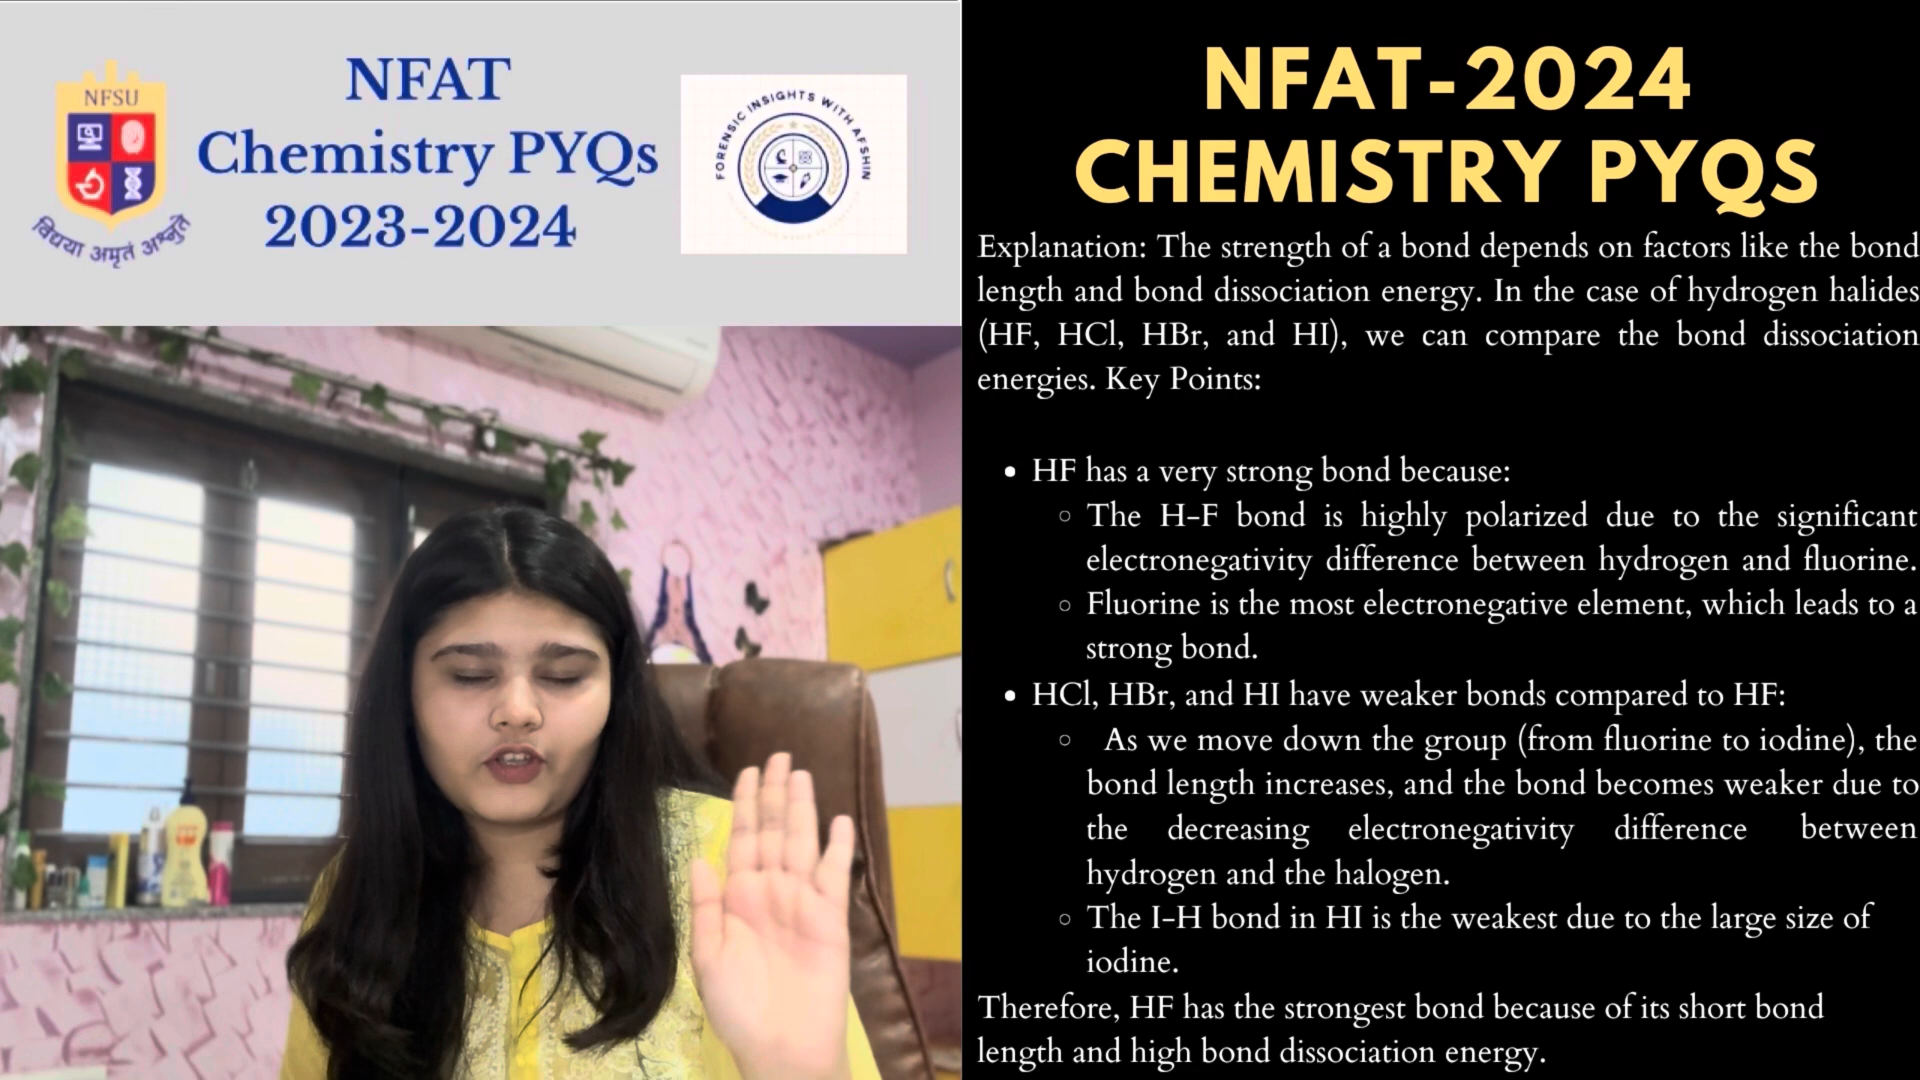 NFSU
विद्यया अमृतं अश्नुते
NFAT
Chemistry PYQs
2023-2024
FORENSIC INSIGHTS WITH AFSHIN
NFAT-2024
CHEMISTRY PYQS
Explanation: The strength of a bond depends on factors like the bond
length and bond dissociation energy. In the case of hydrogen halides
(HF, HCl, HBr, and HI), we can compare the bond dissociation
energies. Key Points:
• HF has a very strong bond because:
◦ The H-F bond is highly polarized due to the significant
electronegativity difference between hydrogen and fluorine.
◦ Fluorine is the most electronegative element, which leads to a
strong bond.
• HCl, HBr, and HI have weaker bonds compared to HF:
◦ As we move down the group (from fluorine to iodine), the
bond length increases, and the bond becomes weaker due to
the decreasing electronegativity difference between
hydrogen and the halogen.
◦ The I-H bond in HI is the weakest due to the large size of
iodine.
Therefore, HF has the strongest bond because of its short bond
length and high bond dissociation energy.